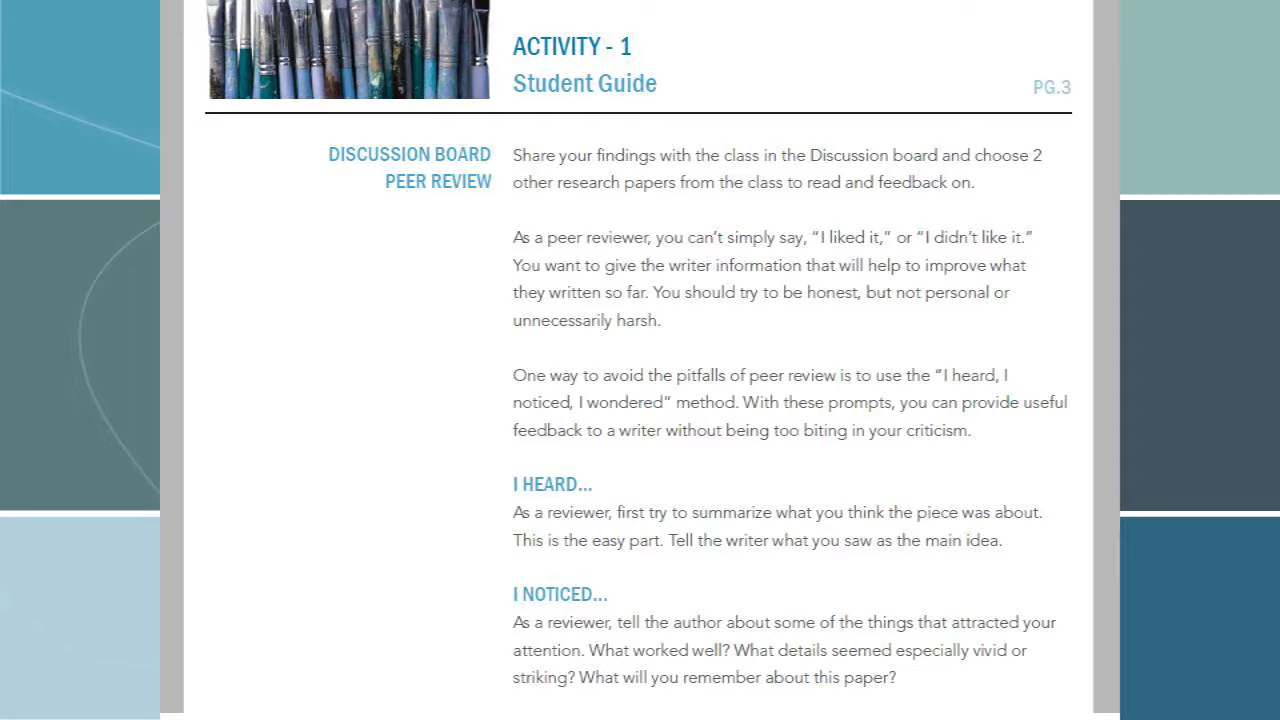 ACTIVITY - 1
Student Guide
PG.3
DISCUSSION BOARD
PEER REVIEW
Share your findings with the class in the Discussion board and choose 2
other research papers from the class to read and feedback on.
As a peer reviewer, you can't simply say, “I liked it,“ or “I didn't like it.”
You want to give the writer information that will help to improve what
they written so far. You should try to be honest, but not personal or
unnecessarily harsh.
One way to avoid the pitfalls of peer review is to use the “I heard, I
noticed, I wondered” method. With these prompts, you can provide useful
feedback to a writer without being too biting in your criticism.
I HEARD...
As a reviewer, first try to summarize what you think the piece was about.
This is the easy part. Tell the writer what you saw as the main idea.
I NOTICED...
As a reviewer, tell the author about some of the things that attracted your
attention. What worked well? What details seemed especially vivid or
striking? What will you remember about this paper?